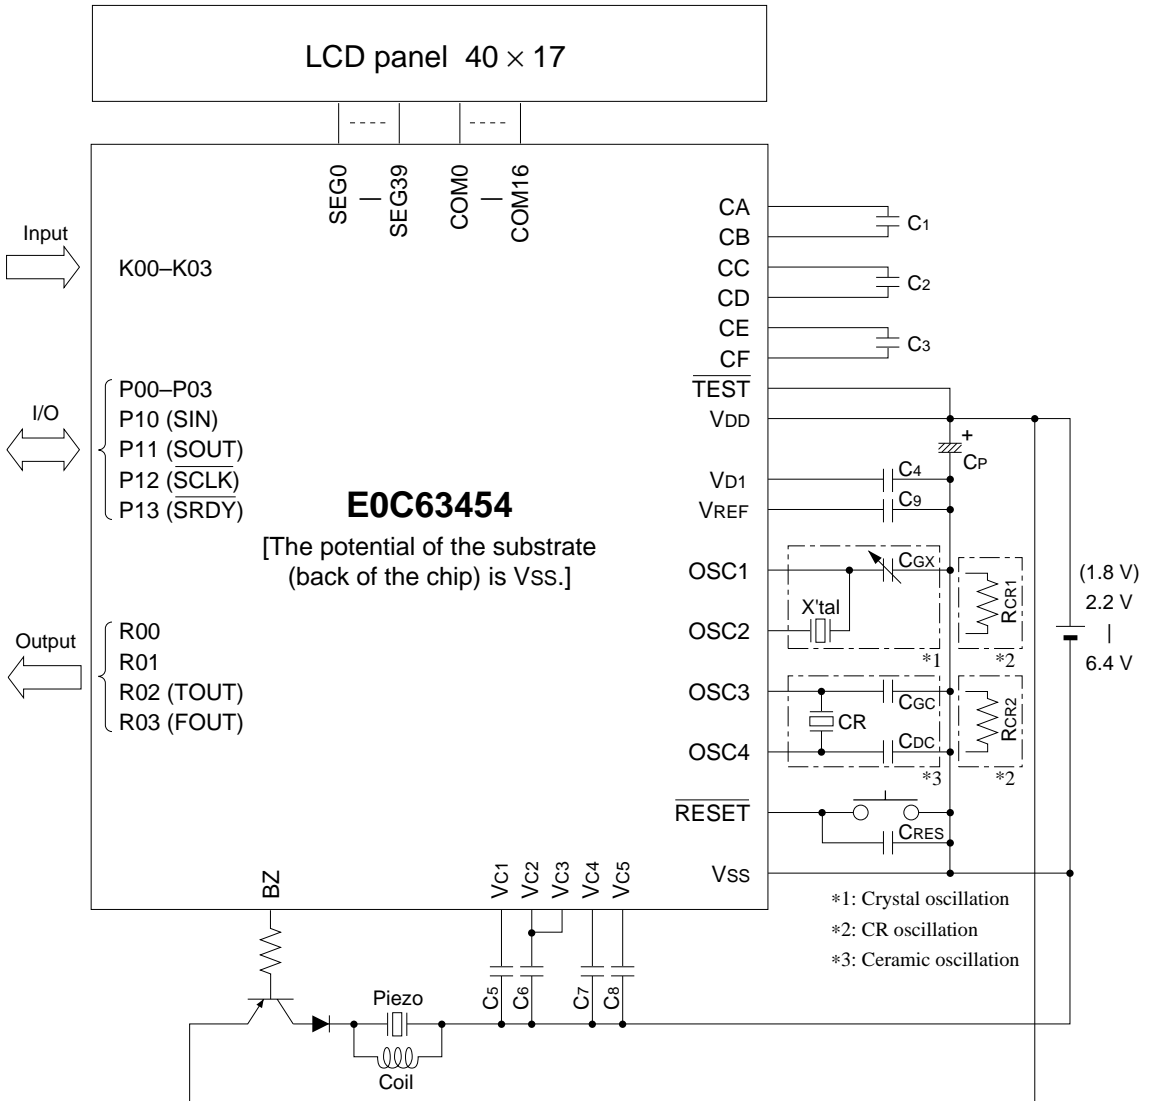 LCD panel 40 × 17
SEG0
SEG39
COM0
COM16
Input
K00–K03
I/O
P00–P03
P10 (SIN)
P11 (SOUT)
P12 (SCLK)
P13 (SRDY)
Output
R00
R01
R02 (TOUT)
R03 (FOUT)
E0C63454
[The potential of the substrate
(back of the chip) is VSS.]
CA
CB
CC
CD
CE
CF
TEST
VDD
VD1
VREF
OSC1
OSC2
OSC3
OSC4
RESET
VSS
C1
C2
C3
+
CP
C4
C9
CGX
X'tal
*1
RCR1
*2
CGC
CR
CDC
*3
RCR2
*2
CRES
(1.8 V)
2.2 V
|
6.4 V
*1: Crystal oscillation
*2: CR oscillation
*3: Ceramic oscillation
BZ
VC1
VC2
VC3
VC4
VC5
C5
C6
C7
C8
Piezo
Coil